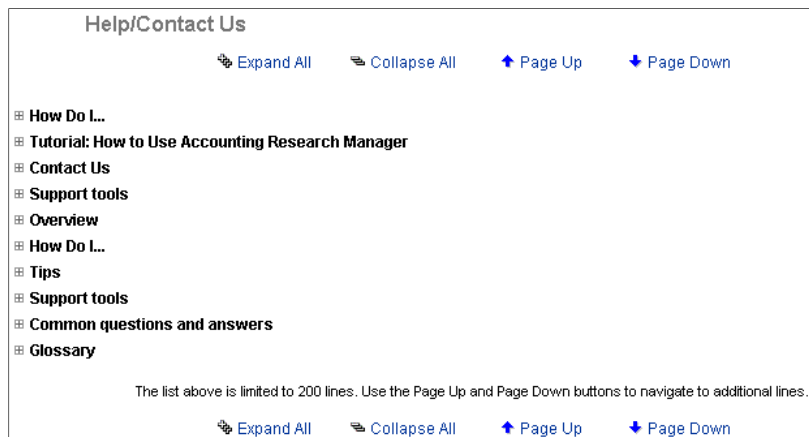 Help/Contact Us
Expand All Collapse All Page Up Page Down
How Do I...
Tutorial: How to Use Accounting Research Manager
Contact Us
Support tools
Overview
How Do I...
Tips
Support tools
Common questions and answers
Glossary
The list above is limited to 200 lines. Use the Page Up and Page Down buttons to navigate to additional lines.
Expand All Collapse All Page Up Page Down